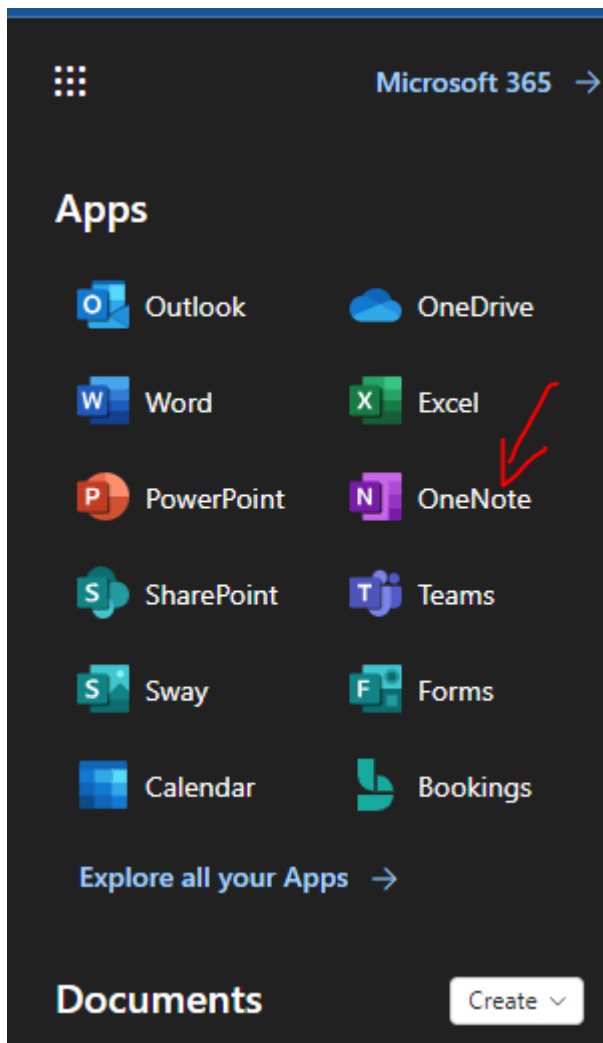 Microsoft 365 →
Apps
O Outlook
OneDrive
W Word
X Excel
P PowerPoint
N OneNote
S SharePoint
T Teams
S Sway
F Forms
Calendar
Bookings
Explore all your Apps →
Documents
Create